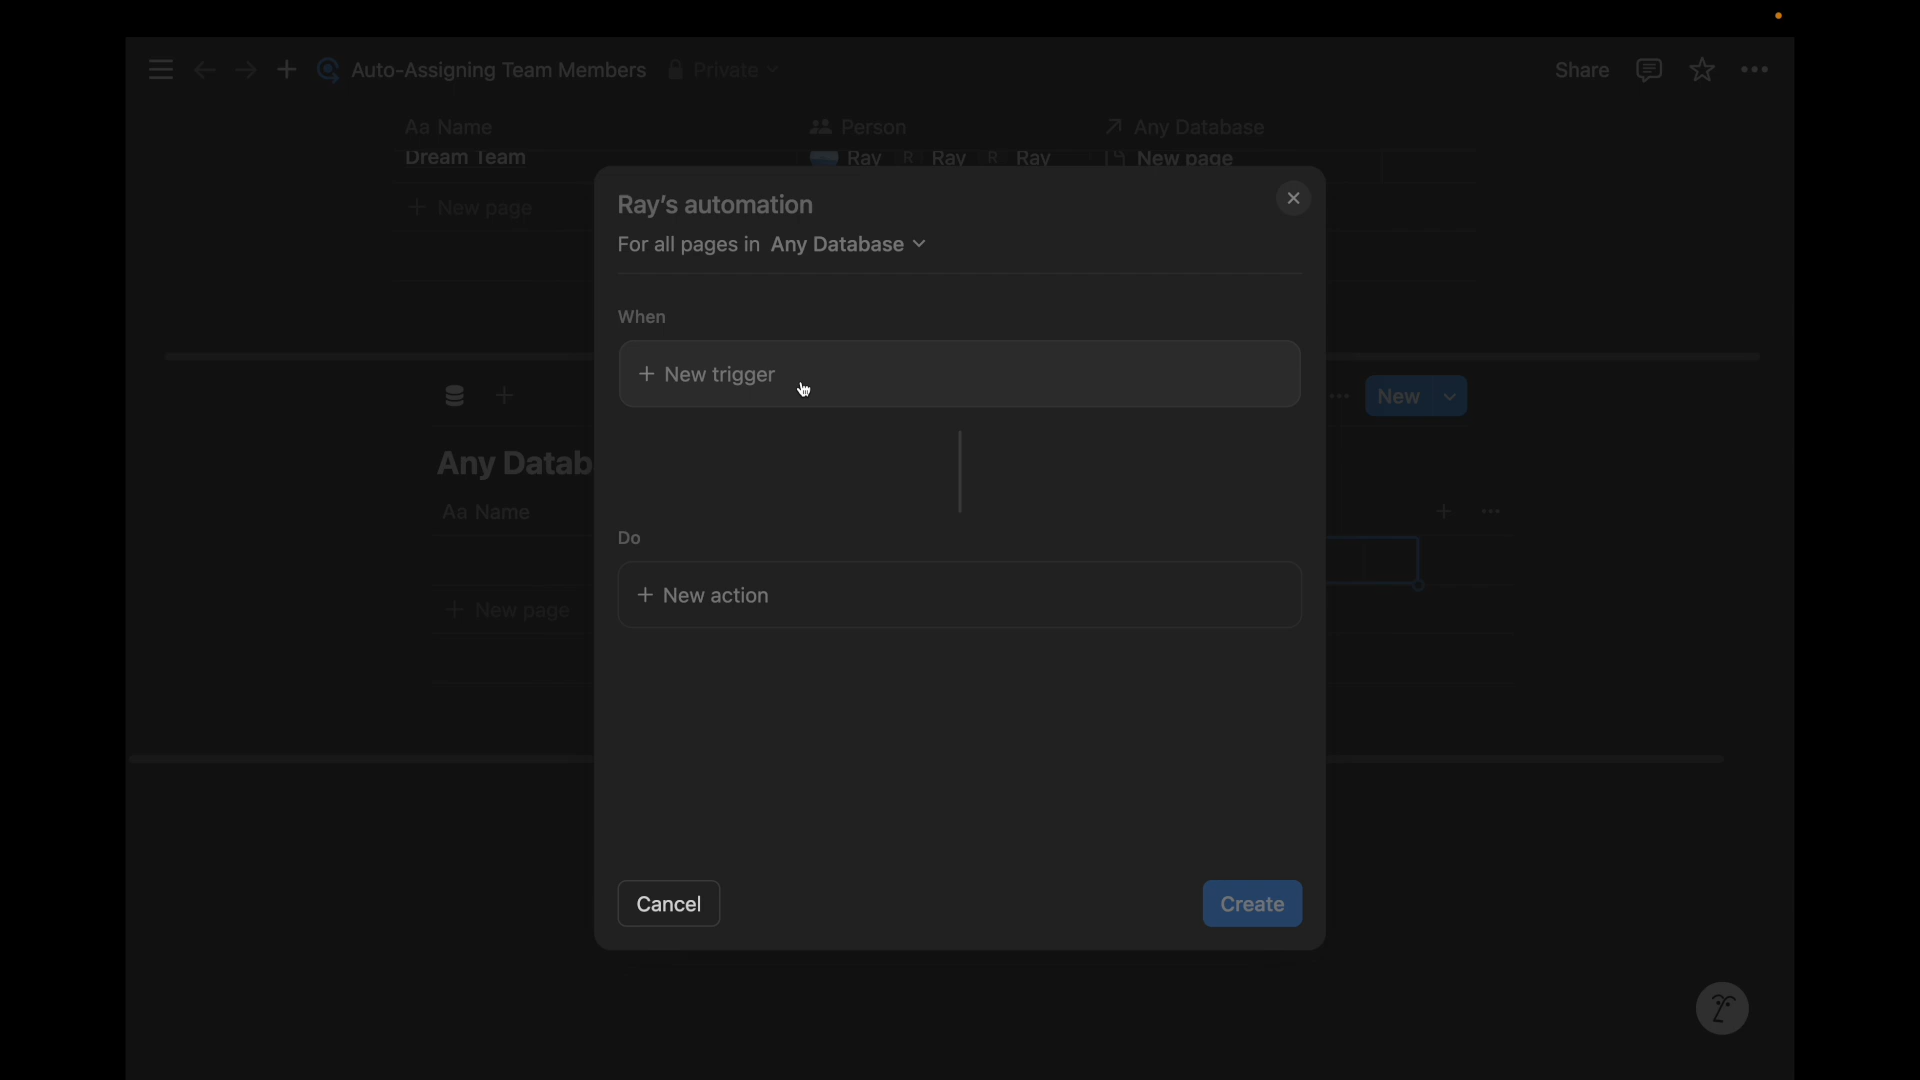 Auto-Assigning Team Members Private
Share
Aa Name Person Any Database
Dream Team Ray R Ray R Ray New page
+ New page
Ray's automation
For all pages in Any Database
When
+ New trigger
New
Any Datab
Aa Name
Do
+ New action
+ New page
Cancel
Create